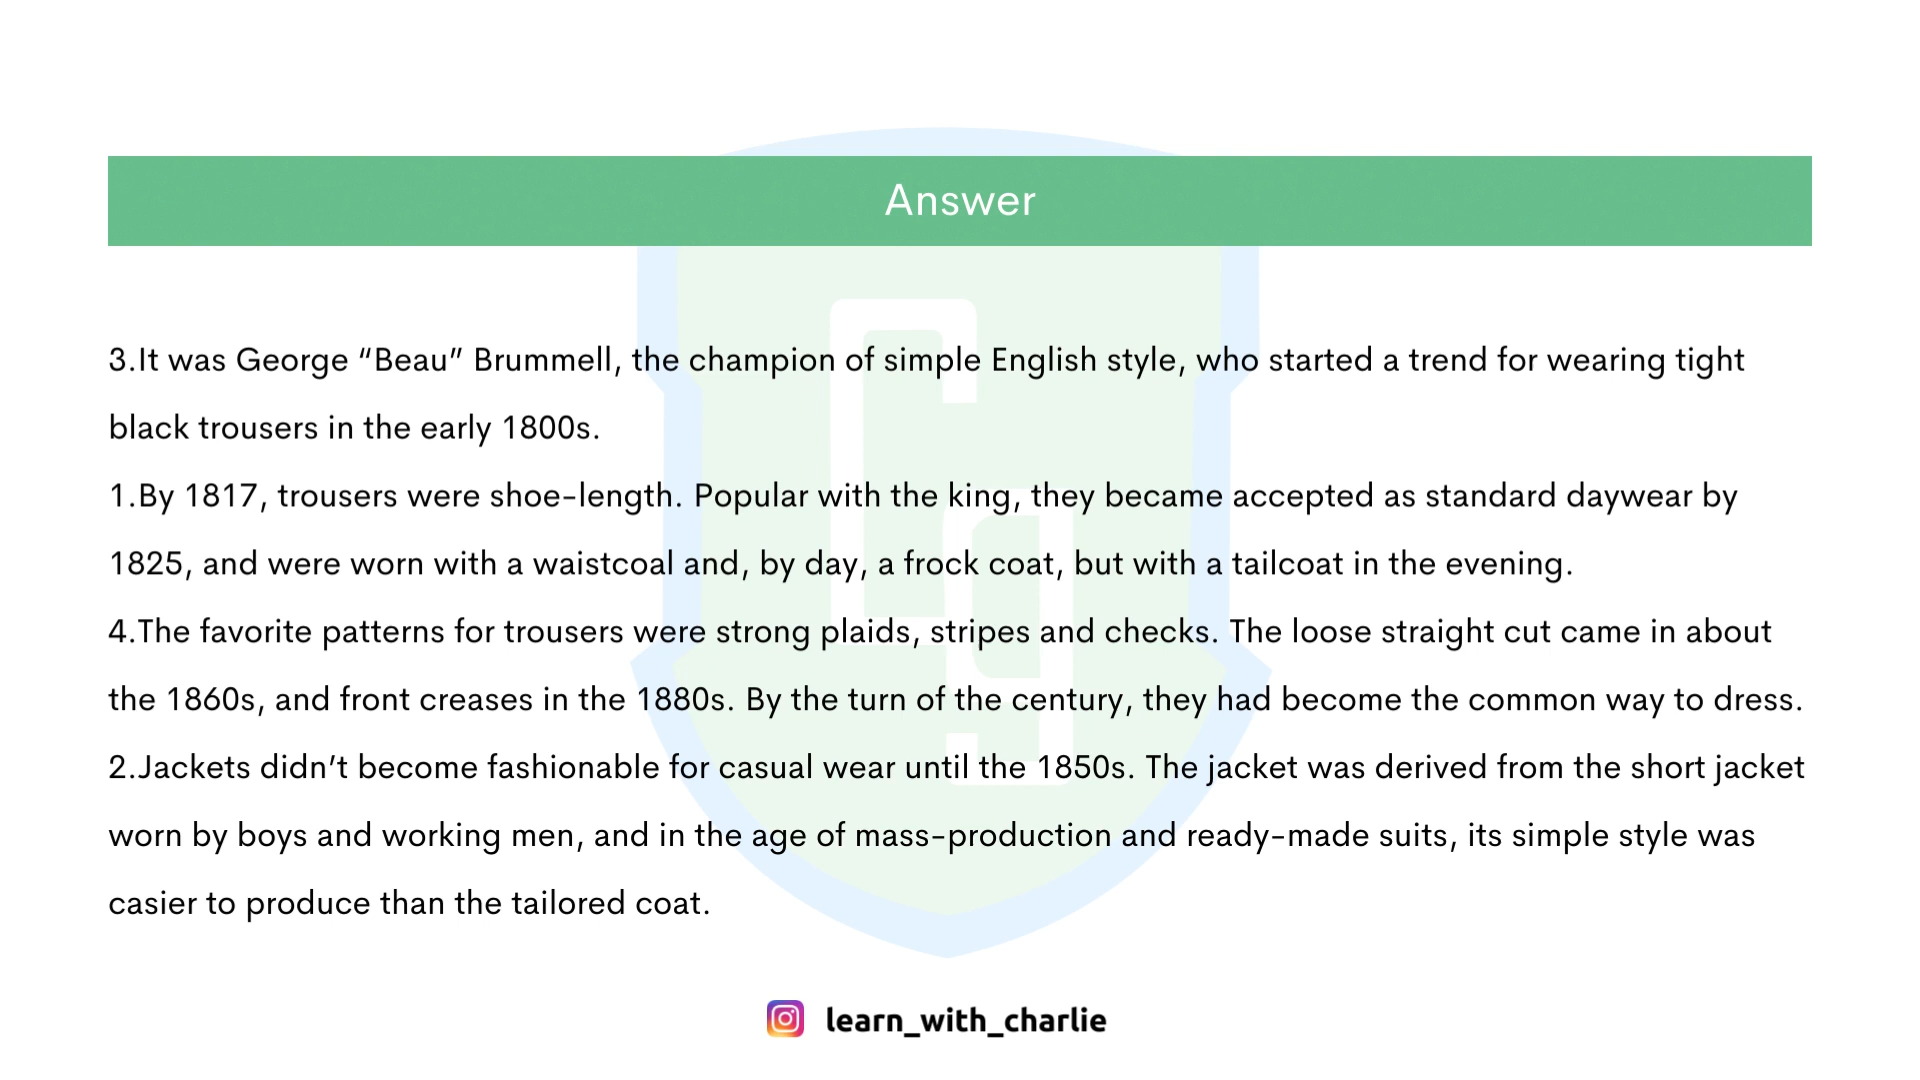 Answer
3.It was George “Beau” Brummell, the champion of simple English style, who started a trend for wearing tight
black trousers in the early 1800s.
1.By 1817, trousers were shoe-length. Popular with the king, they became accepted as standard daywear by
1825, and were worn with a waistcoal and, by day, a frock coat, but with a tailcoat in the evening.
4.The favorite patterns for trousers were strong plaids, stripes and checks. The loose straight cut came in about
the 1860s, and front creases in the 1880s. By the turn of the century, they had become the common way to dress.
2.Jackets didn’t become fashionable for casual wear until the 1850s. The jacket was derived from the short jacket
worn by boys and working men, and in the age of mass-production and ready-made suits, its simple style was
casier to produce than the tailored coat.
learn_with_charlie